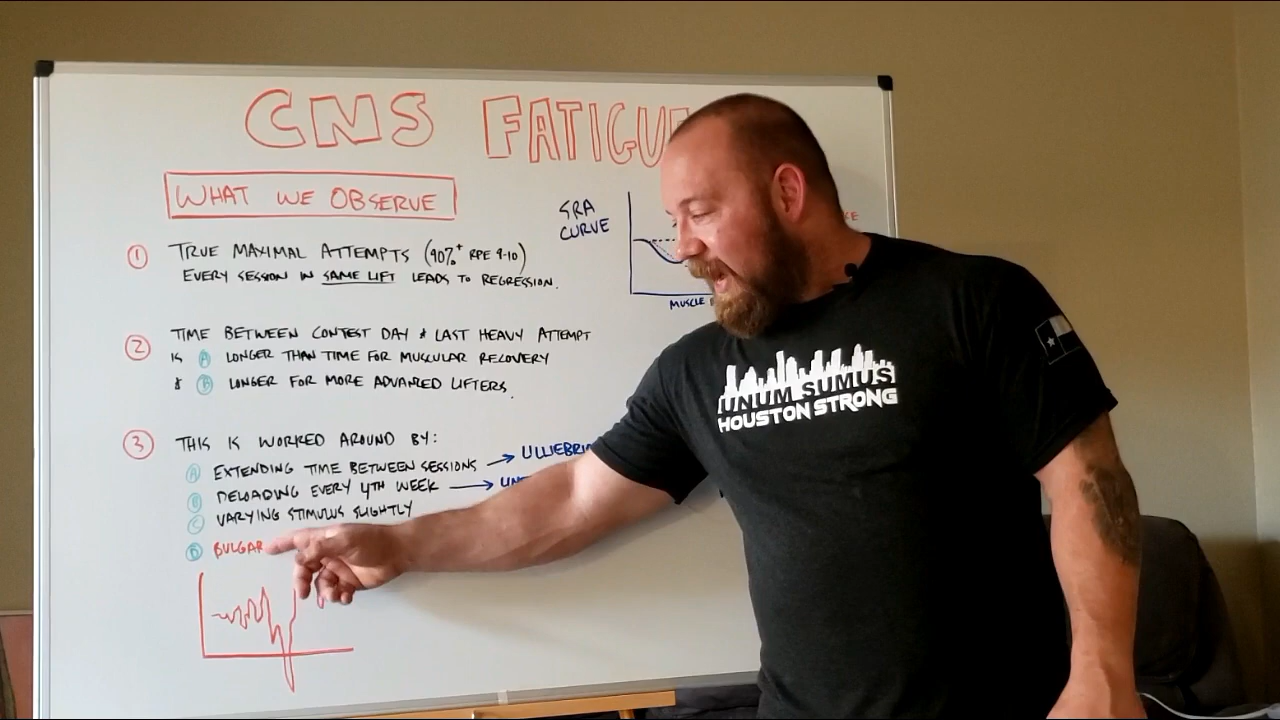 CNS FATIGU
WHAT WE OBSERVE
SRA
CURVE
MUSCLE
1 TRUE MAXIMAL ATTEMPTS (90%+ RPE 9-10)
EVERY SESSION IN SAME LIFT LEADS TO REGRESSION.
2 TIME BETWEEN CONTEST DAY & LAST HEAVY ATTEMPT
IS A LONGER THAN TIME FOR MUSCULAR RECOVERY
& B LONGER FOR MORE ADVANCED LIFTERS.
3 THIS IS WORKED AROUND BY:
A EXTENDING TIME BETWEEN SESSIONS → ULLIEBRI
B DELOADING EVERY 4TH WEEK →
C VARYING STIMULUS SLIGHTLY
D BULGAR
UNUM SUMUS
HOUSTON STRONG